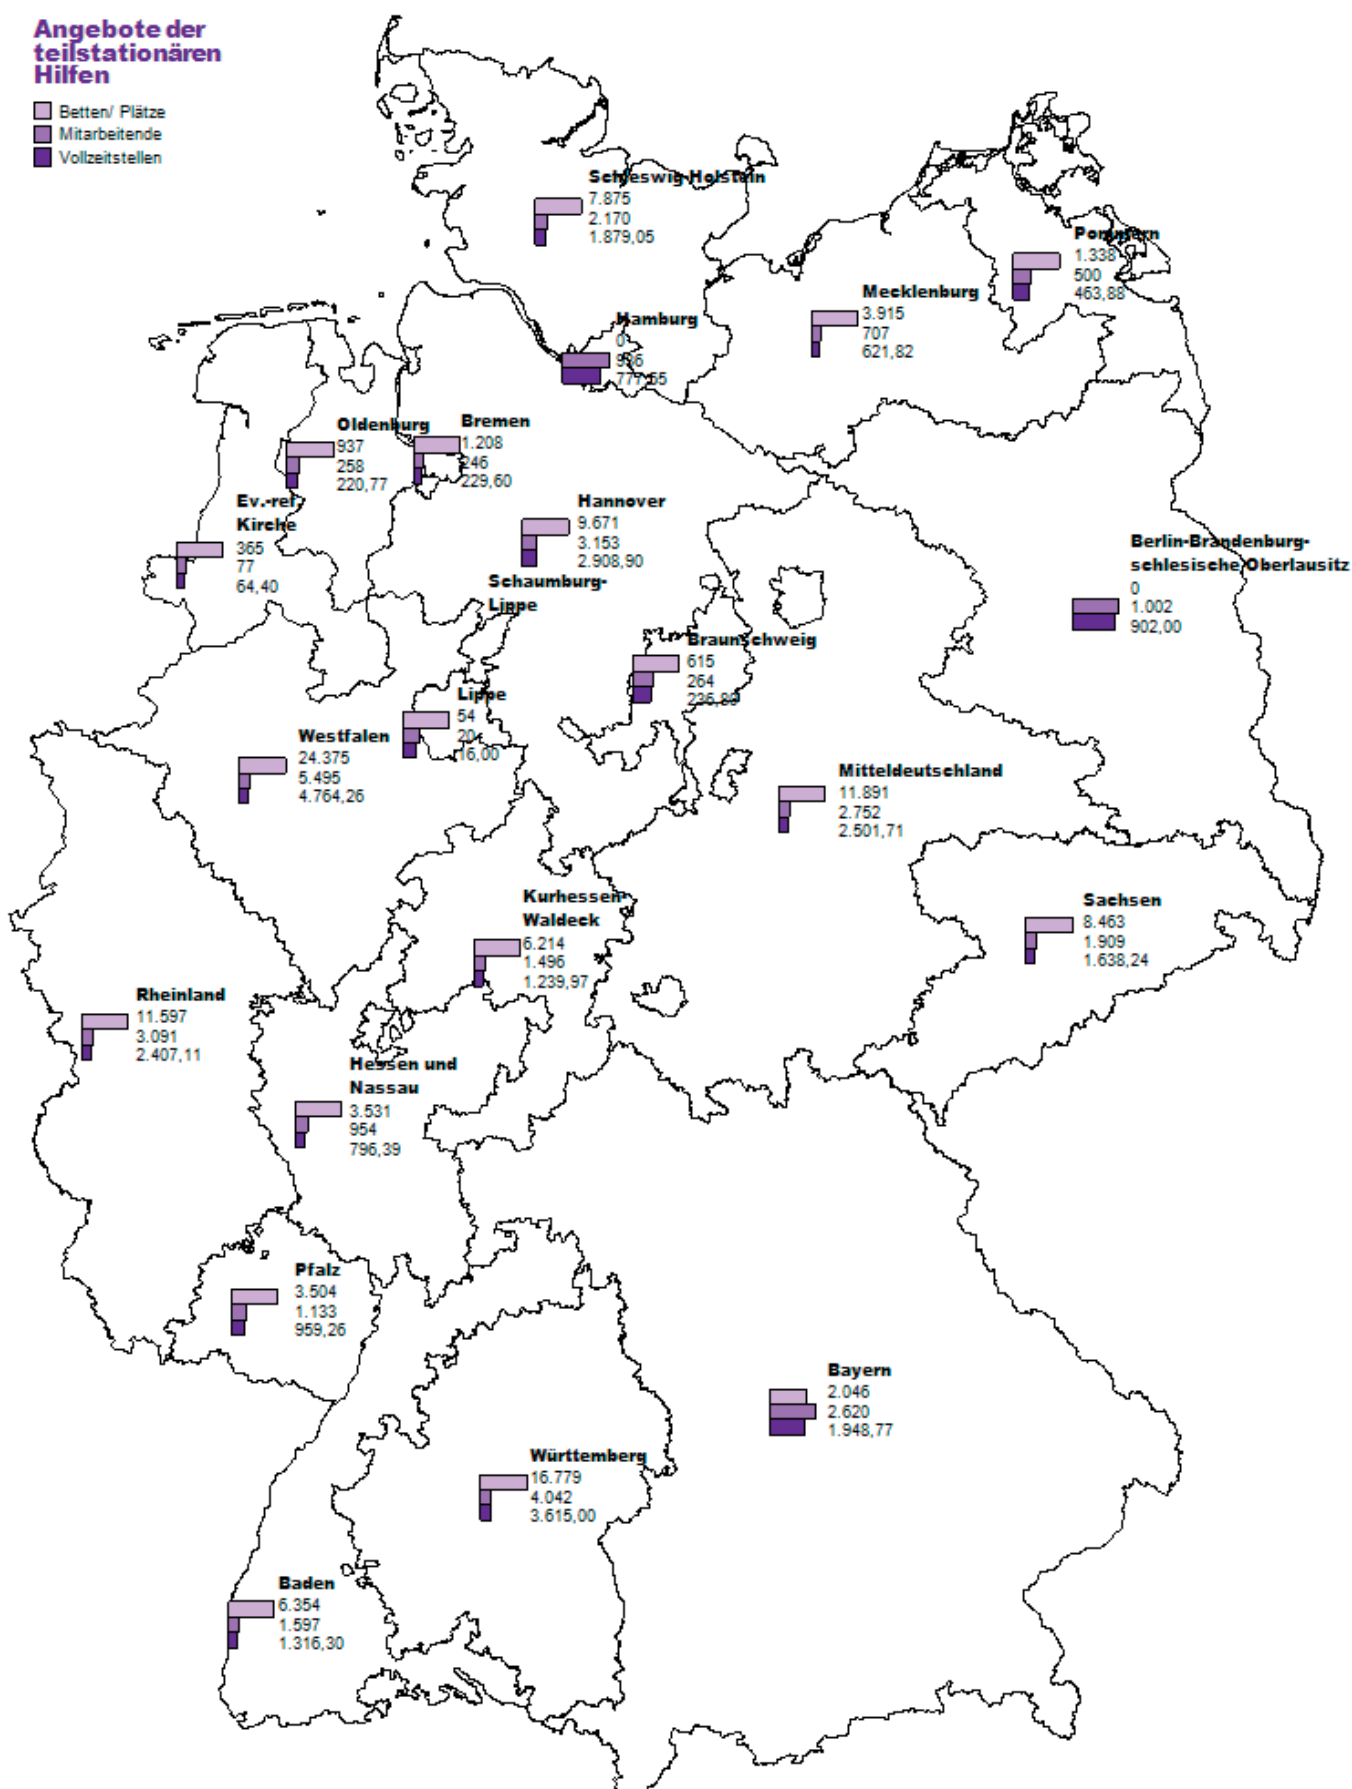 Angebote der
teilstationären
Hilfen
Betten/ Plätze
Mitarbeitende
Vollzeitstellen
Schleswig-Holstein
7.875
2.170
1.879,05
Pommern
1.338
500
463,88
Mecklenburg
3.915
707
621,82
Hamburg
0
936
777,55
Oldenburg
937
258
220,77
Bremen
1.208
246
229,60
Ev.-ref.
Kirche
365
77
64,40
Hannover
9.671
3.153
2.908,90
Schaumburg-
Lippe
Berlin-Brandenburg-
schlesische Oberlausitz
0
1.002
902,00
Braunschweig
615
264
236,89
Lippe
54
20
16,00
Westfalen
24.375
5.495
4.764,26
Mitteldeutschland
11.891
2.752
2.501,71
Kurhessen-
Waldeck
6.214
1.496
1.239,97
Sachsen
8.463
1.909
1.638,24
Rheinland
11.597
3.091
2.407,11
Hessen und
Nassau
3.531
954
796,39
Pfalz
3.504
1.133
959,26
Bayern
2.046
2.620
1.948,77
Württemberg
16.779
4.042
3.615,00
Baden
6.354
1.597
1.316,30